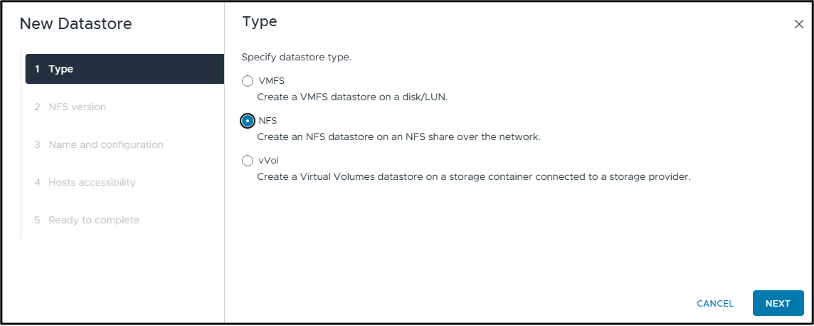 New Datastore
1 Type
2 NFS version
3 Name and configuration
4 Hosts accessibility
5 Ready to complete
Type
Specify datastore type.
VMFS
Create a VMFS datastore on a disk/LUN.
NFS
Create an NFS datastore on an NFS share over the network.
vVol
Create a Virtual Volumes datastore on a storage container connected to a storage provider.
CANCEL
NEXT